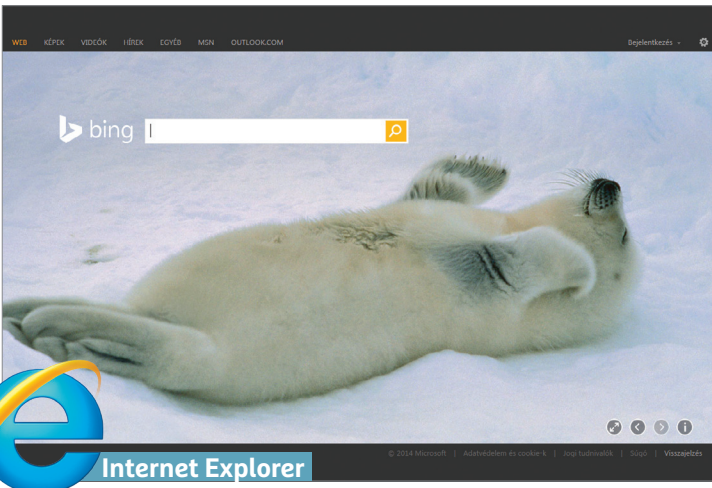 WEB KÉPEK VIDEÓK HÍREK EGYÉB MSN OUTLOOK.COM Bejelentkezés
bing
© 2014 Microsoft | Adatvédelem és cookie-k | Jogi tudnivalók | Súgó | Visszajelzés
Internet Explorer